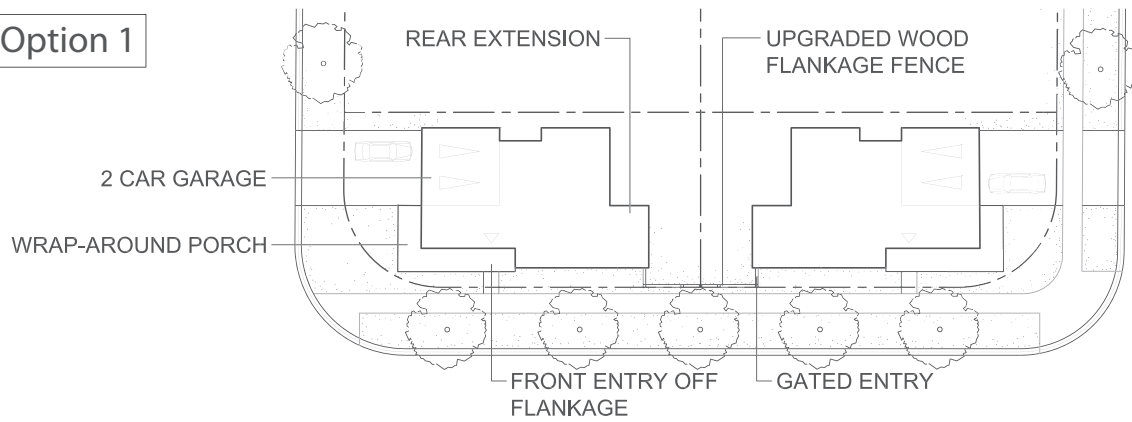 Option 1
REAR EXTENSION
UPGRADED WOOD
FLANKAGE FENCE
2 CAR GARAGE
WRAP-AROUND PORCH
FRONT ENTRY OFF
FLANKAGE
GATED ENTRY